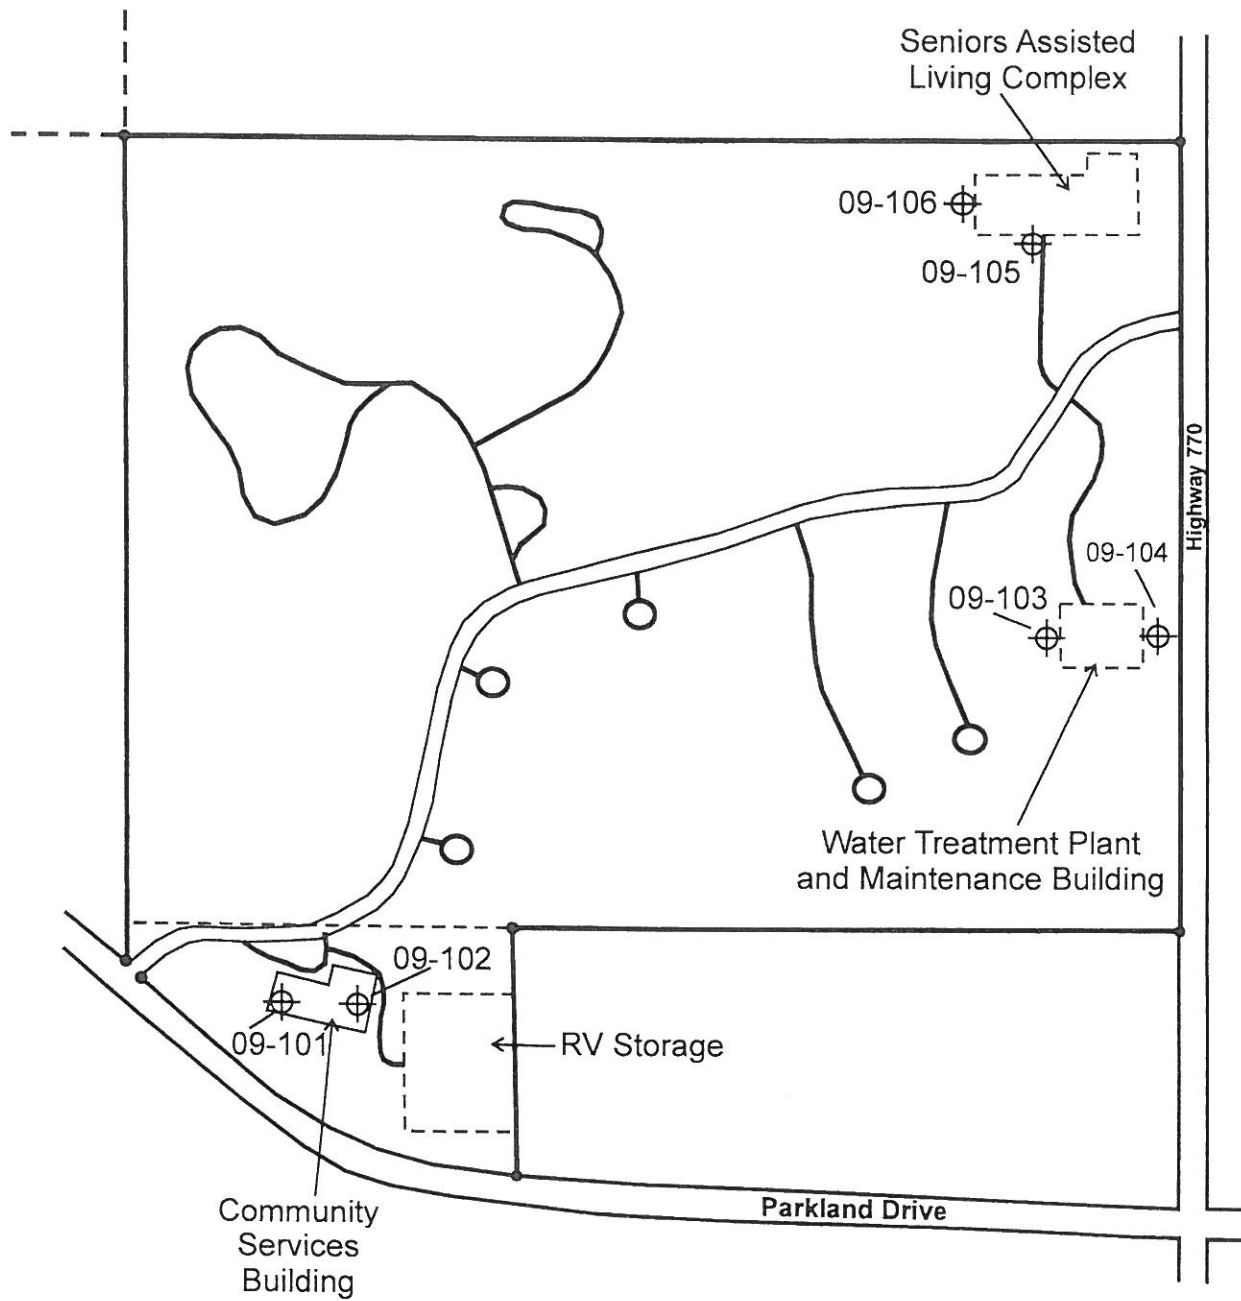 Seniors Assisted
Living Complex
09-106
09-105
Highway 770
09-104
09-103
Water Treatment Plant
and Maintenance Building
09-102
09-101
RV Storage
Parkland Drive
Community
Services
Building